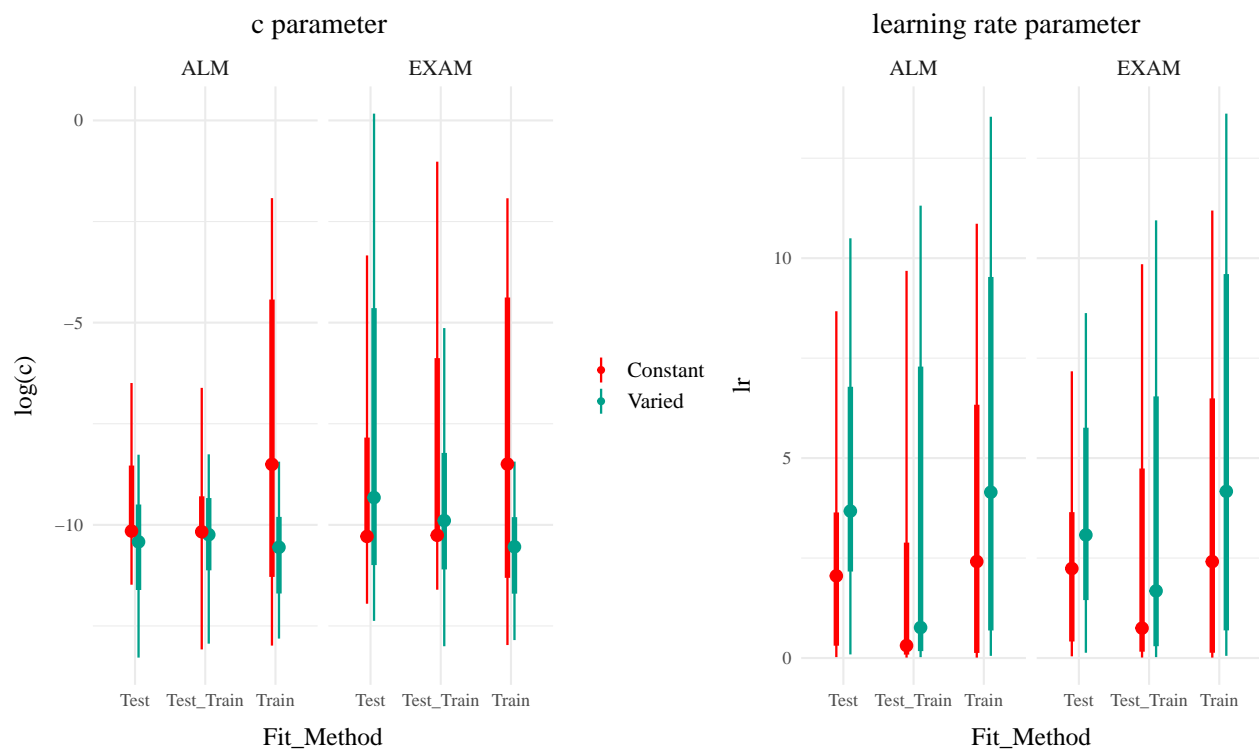 c parameter
ALM EXAM
0
−5
−10
log(c)
Test Test_Train Train Test Test_Train Train
Fit_Method
Constant
Varied
learning rate parameter
ALM EXAM
10
5
0
lr
Test Test_Train Train Test Test_Train Train
Fit_Method